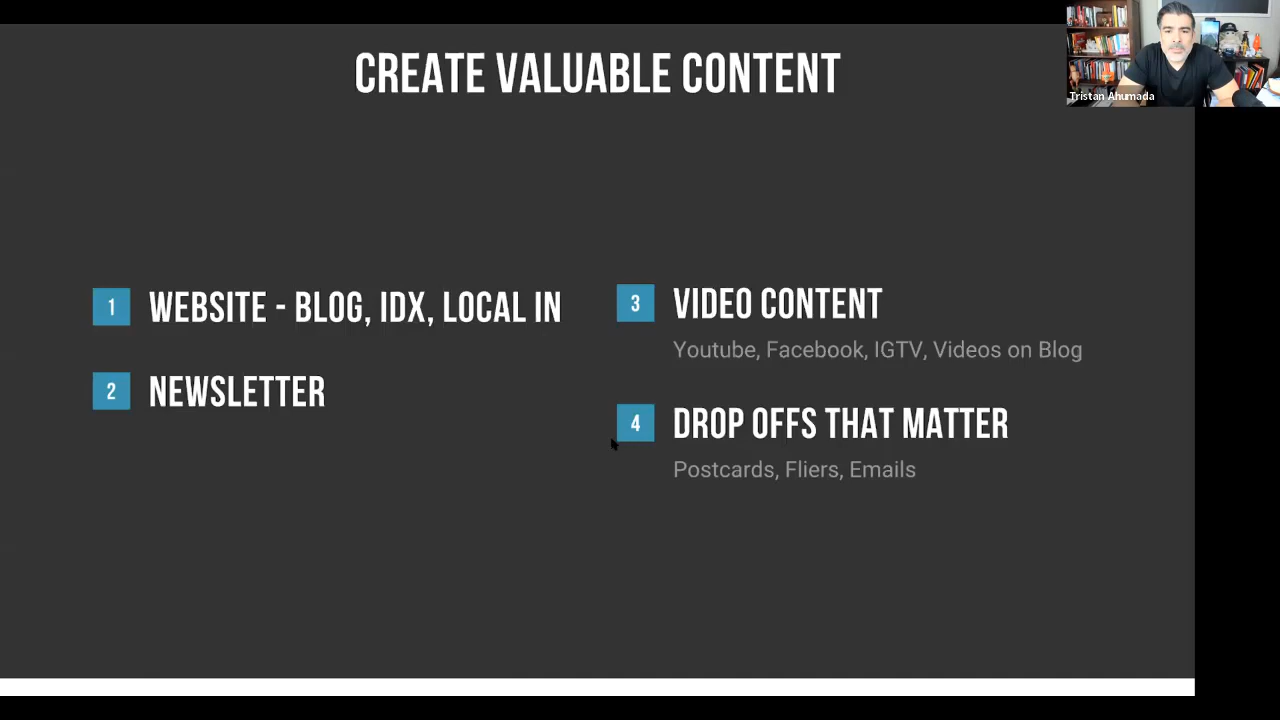 CREATE VALUABLE CONTENT
Tristan Ahumada
1 WEBSITE - BLOG, IDX, LOCAL IN
2 NEWSLETTER
3 VIDEO CONTENT
Youtube, Facebook, IGTV, Videos on Blog
4 DROP OFFS THAT MATTER
Postcards, Fliers, Emails